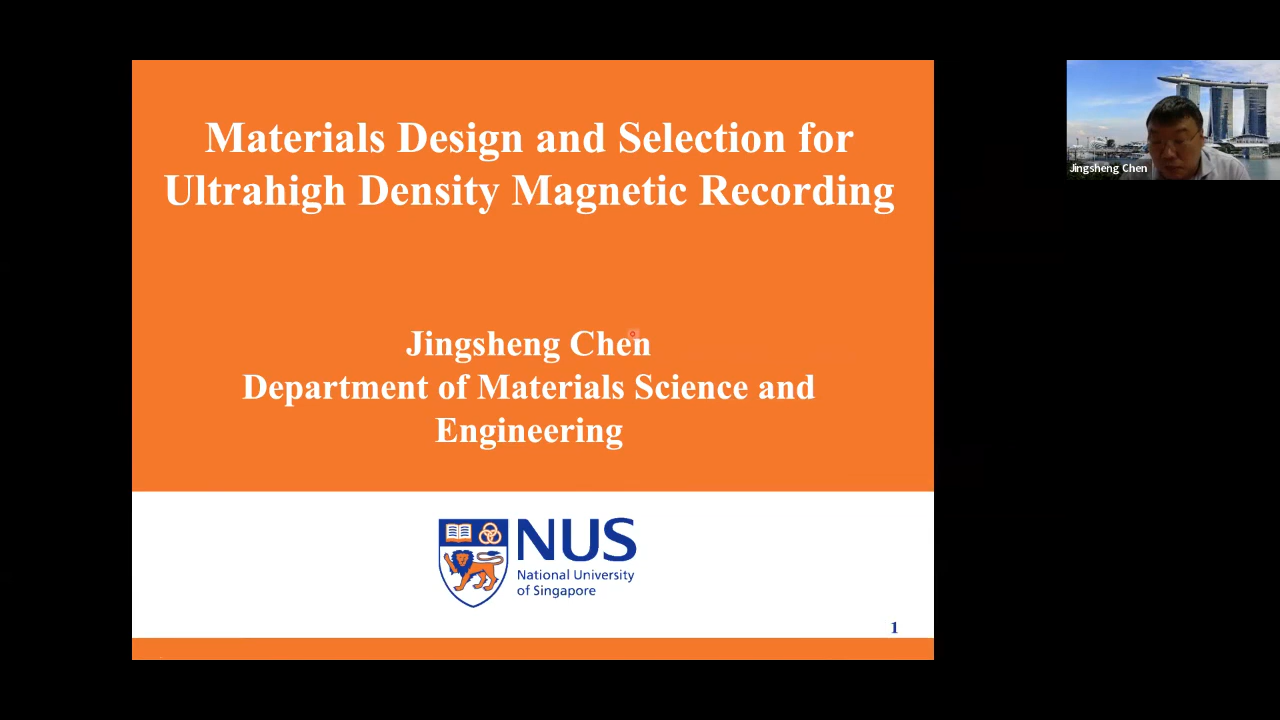 Materials Design and Selection for
Ultrahigh Density Magnetic Recording
Jingsheng Chen
Jingsheng Chen
Department of Materials Science and
Engineering
NUS
National University
of Singapore
1